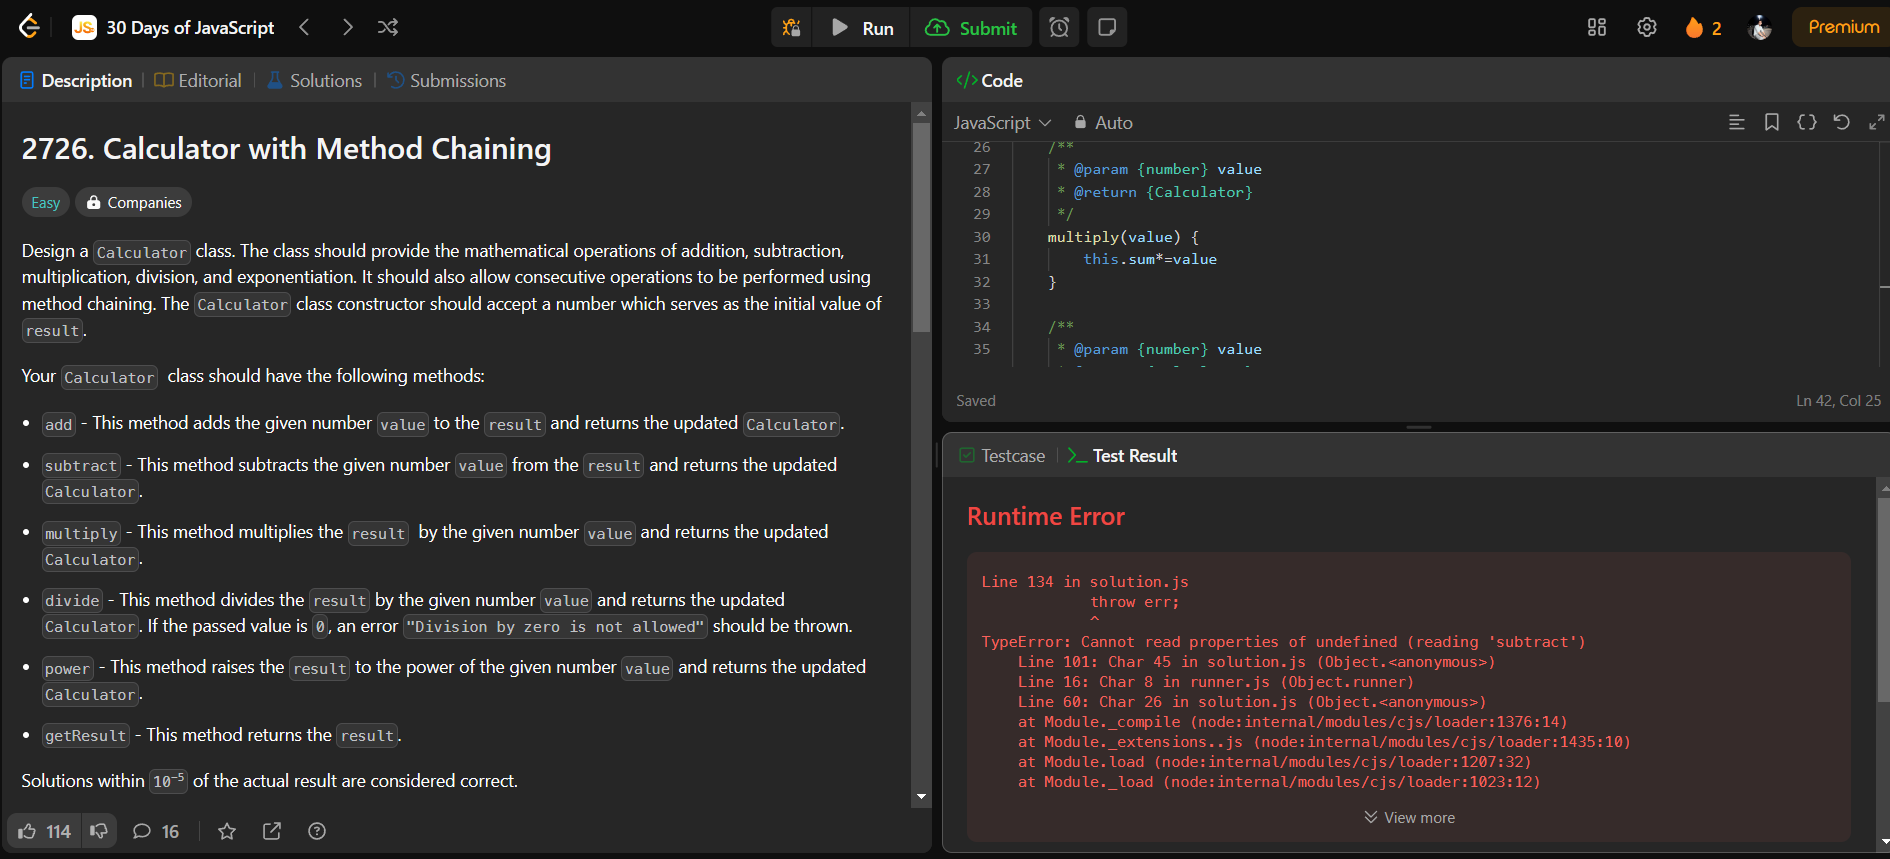 JS 30 Days of JavaScript
Run
Submit
2
Premium
Description
Editorial
Solutions
Submissions
2726. Calculator with Method Chaining
Easy
Companies
Design a Calculator class. The class should provide the mathematical operations of addition, subtraction,
multiplication, division, and exponentiation. It should also allow consecutive operations to be performed using
method chaining. The Calculator class constructor should accept a number which serves as the initial value of
result.
Your Calculator class should have the following methods:
• add - This method adds the given number value to the result and returns the updated Calculator.
• subtract - This method subtracts the given number value from the result and returns the updated
Calculator.
• multiply - This method multiplies the result by the given number value and returns the updated
Calculator.
• divide - This method divides the result by the given number value and returns the updated
Calculator. If the passed value is 0, an error "Division by zero is not allowed" should be thrown.
• power - This method raises the result to the power of the given number value and returns the updated
Calculator.
• getResult - This method returns the result.
Solutions within 10⁻⁵ of the actual result are considered correct.
114
16
</> Code
JavaScript
Auto
26 /**
27 * @param {number} value
28 * @return {Calculator}
29 */
30 multiply(value) {
31 this.sum*=value
32 }
33
34 /**
35 * @param {number} value
Saved
Ln 42, Col 25
Testcase
>_ Test Result
Runtime Error
Line 134 in solution.js
throw err;
^
TypeError: Cannot read properties of undefined (reading 'subtract')
Line 101: Char 45 in solution.js (Object.<anonymous>)
Line 16: Char 8 in runner.js (Object.runner)
Line 60: Char 26 in solution.js (Object.<anonymous>)
at Module._compile (node:internal/modules/cjs/loader:1376:14)
at Module._extensions..js (node:internal/modules/cjs/loader:1435:10)
at Module.load (node:internal/modules/cjs/loader:1207:32)
at Module._load (node:internal/modules/cjs/loader:1023:12)
View more